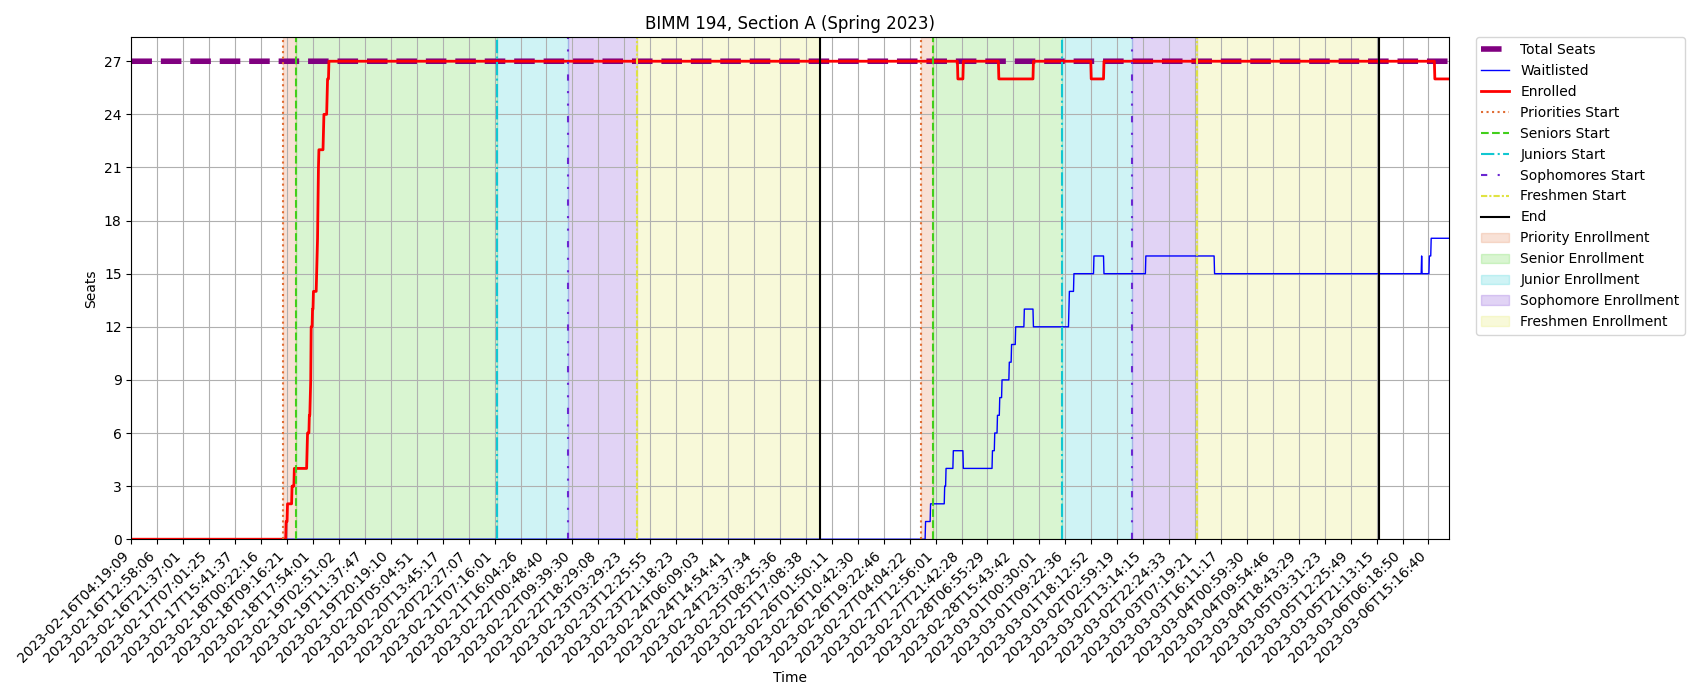 BIMM 194, Section A (Spring 2023)
Seats
27
24
21
18
15
12
9
6
3
0
2023-02-16T04:19:09
2023-02-16T12:58:06
2023-02-16T21:37:01
2023-02-17T07:01:25
2023-02-17T15:41:37
2023-02-18T00:22:16
2023-02-18T09:16:21
2023-02-18T17:54:01
2023-02-19T02:51:02
2023-02-19T11:37:47
2023-02-19T20:19:10
2023-02-20T05:04:51
2023-02-20T13:45:17
2023-02-20T22:27:07
2023-02-21T07:16:01
2023-02-21T16:04:26
2023-02-22T00:48:40
2023-02-22T09:39:30
2023-02-22T18:29:08
2023-02-23T03:29:23
2023-02-23T12:25:55
2023-02-23T21:18:23
2023-02-24T06:09:03
2023-02-24T14:54:41
2023-02-24T23:37:34
2023-02-25T08:25:36
2023-02-25T17:08:38
2023-02-26T01:50:11
2023-02-26T10:42:30
2023-02-26T19:22:46
2023-02-27T04:04:22
2023-02-27T12:56:01
2023-02-27T21:42:28
2023-02-28T06:55:29
2023-02-28T15:43:42
2023-03-01T00:30:01
2023-03-01T09:22:36
2023-03-01T18:12:52
2023-03-02T02:59:19
2023-03-02T13:14:15
2023-03-02T22:24:33
2023-03-03T07:19:21
2023-03-03T16:11:17
2023-03-04T00:59:30
2023-03-04T09:54:46
2023-03-04T18:43:29
2023-03-05T03:31:23
2023-03-05T12:25:49
2023-03-05T21:13:15
2023-03-06T06:18:50
2023-03-06T15:16:40
Time
Total Seats
Waitlisted
Enrolled
Priorities Start
Seniors Start
Juniors Start
Sophomores Start
Freshmen Start
End
Priority Enrollment
Senior Enrollment
Junior Enrollment
Sophomore Enrollment
Freshmen Enrollment